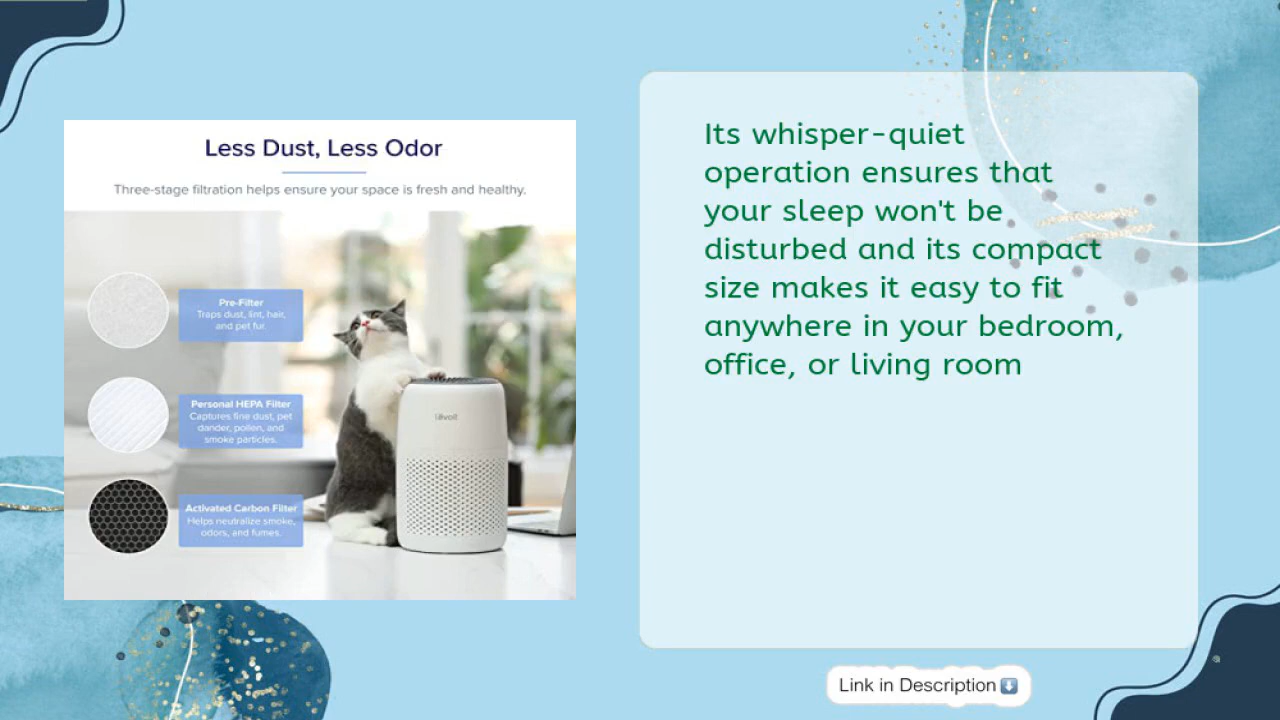 Less Dust, Less Odor
Three-stage filtration helps ensure your space is fresh and healthy.
Pre-Filter
Traps dust, lint, hair,
and pet fur.
Personal HEPA Filter
Captures fine dust, pet
dander, pollen, and
smoke particles.
Activated Carbon Filter
Helps neutralize smoke,
odors, and fumes.
levoit
Its whisper-quiet
operation ensures that
your sleep won't be
disturbed and its compact
size makes it easy to fit
anywhere in your bedroom,
office, or living room
Link in Description